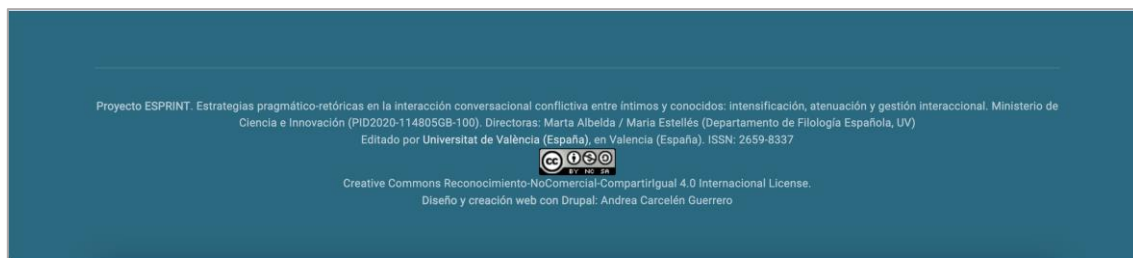 Proyecto ESPRINT. Estrategias pragmático-retóricas en la interacción conversacional conflictiva entre íntimos y conocidos: intensificación, atenuación y gestión interaccional. Ministerio de
Ciencia e Innovación (PID2020-114805GB-100). Directoras: Marta Albelda / Maria Estellés (Departamento de Filología Española, UV)
Editado por Universitat de València (España), en Valencia (España). ISSN: 2659-8337
cc
BY NC SA
Creative Commons Reconocimiento-NoComercial-CompartirIgual 4.0 Internacional License.
Diseño y creación web con Drupal: Andrea Carcelén Guerrero